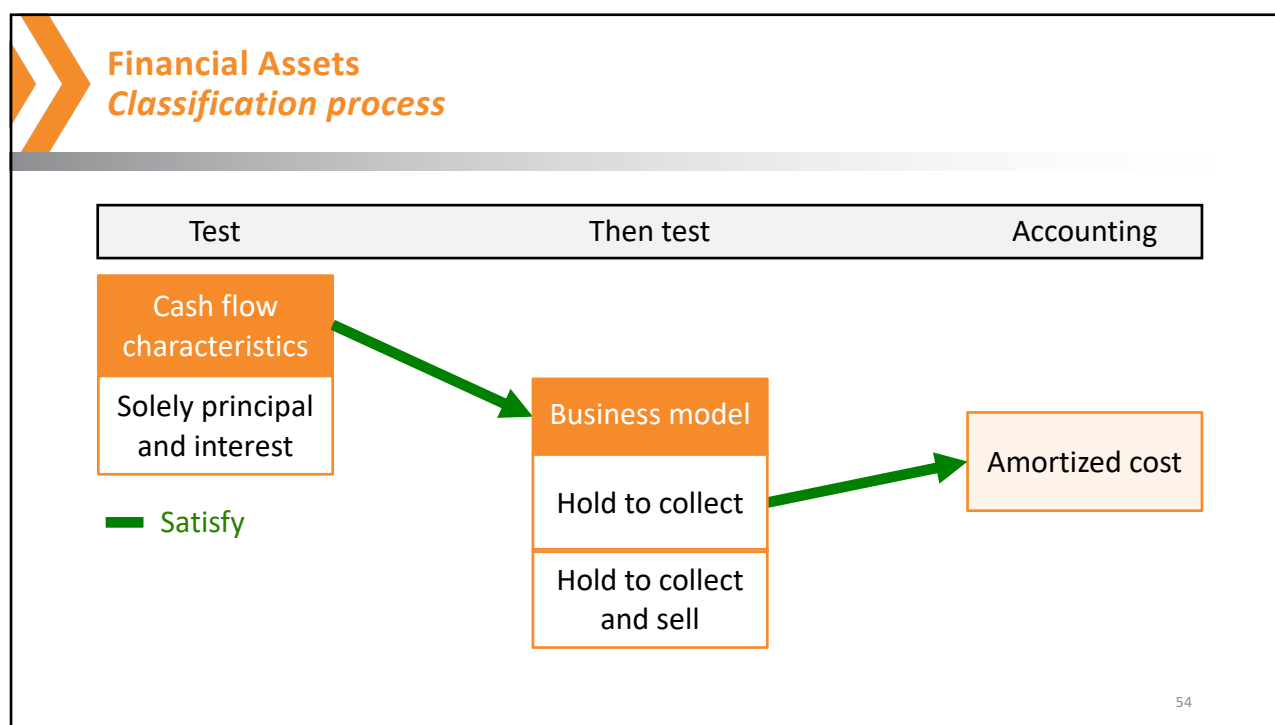 Financial Assets
Classification process
Test Then test Accounting
Cash flow
characteristics
Solely principal
and interest
Satisfy
Business model
Hold to collect
Hold to collect
and sell
Amortized cost
54